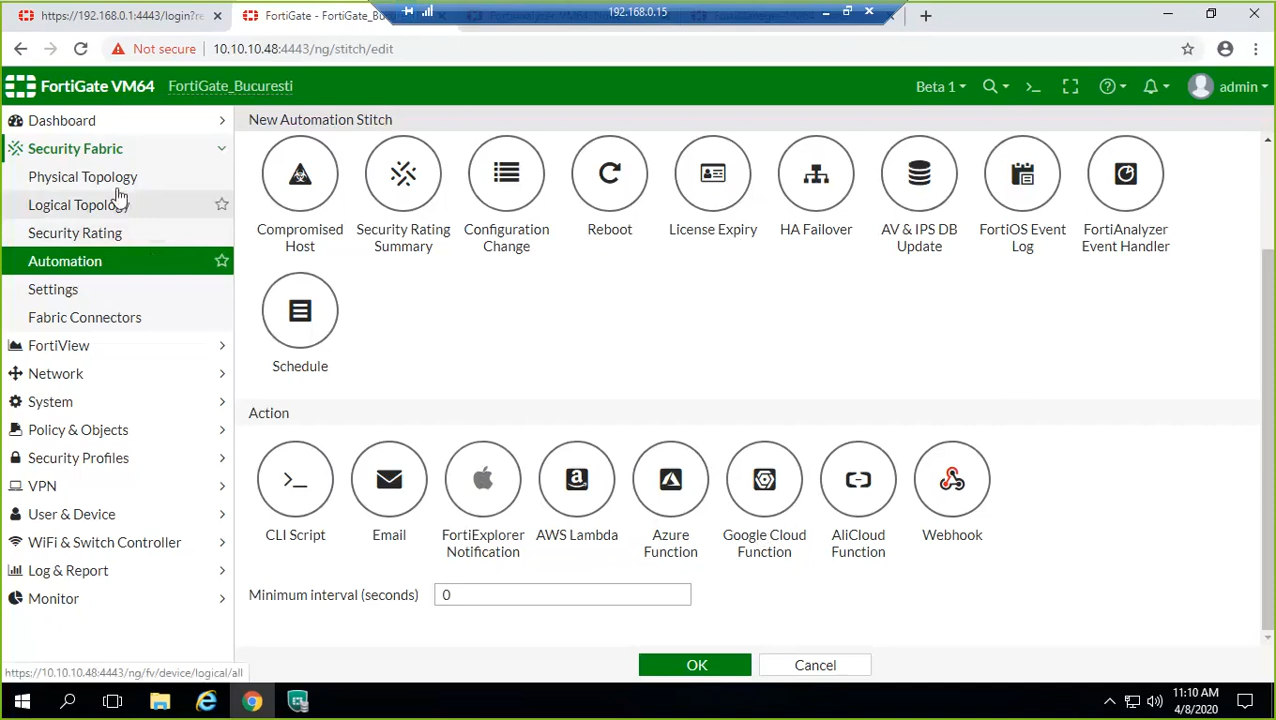 https://192.168.0.1:4443/login?re
FortiGate - FortiGate_Bu
192.168.0.15
Not secure
10.10.10.48:4443/ng/stitch/edit
FortiGate VM64
FortiGate_Bucuresti
Beta 1
admin
Dashboard
Security Fabric
Physical Topology
Logical Topology
Security Rating
Automation
Settings
Fabric Connectors
FortiView
Network
System
Policy & Objects
Security Profiles
VPN
User & Device
WiFi & Switch Controller
Log & Report
Monitor
New Automation Stitch
Compromised
Host
Security Rating
Summary
Configuration
Change
Reboot
License Expiry
HA Failover
AV & IPS DB
Update
FortiOS Event
Log
FortiAnalyzer
Event Handler
Schedule
Action
CLI Script
Email
FortiExplorer
Notification
AWS Lambda
Azure
Function
Google Cloud
Function
AliCloud
Function
Webhook
Minimum interval (seconds)
0
OK
Cancel
https://10.10.10.48:4443/ng/fv/device/logical/all
11:10 AM
4/8/2020